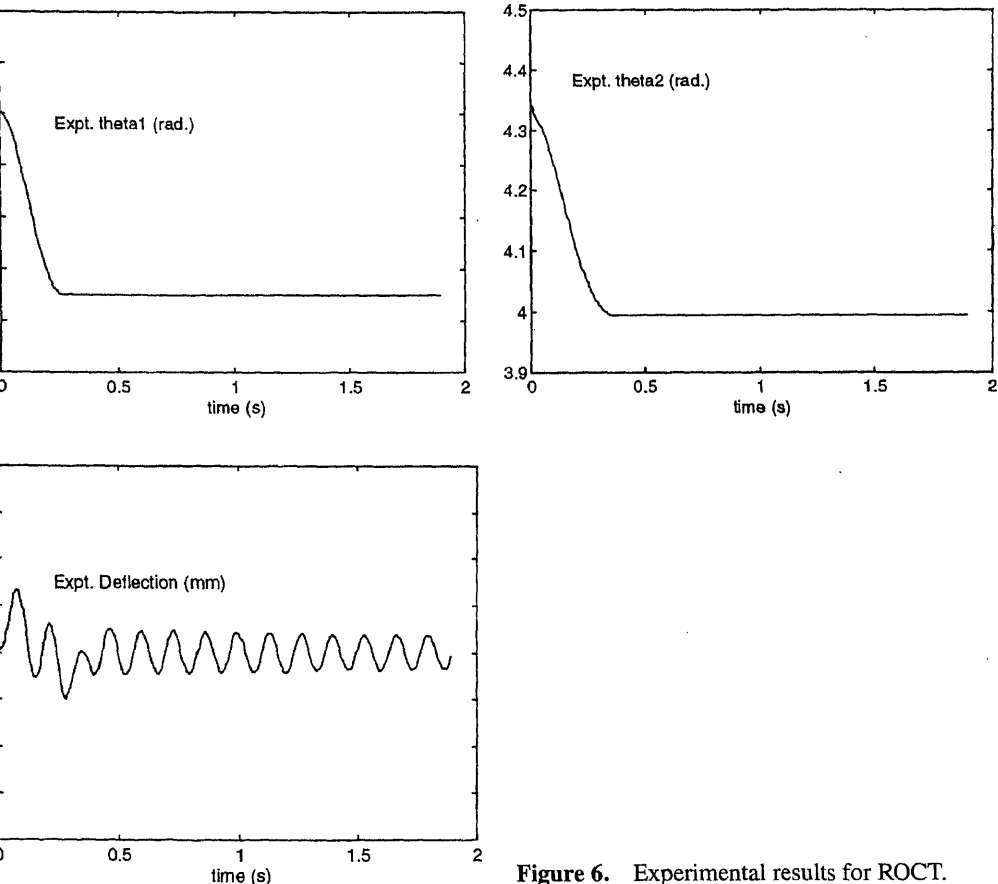 Expt. theta1 (rad.)
0 0.5 1 1.5 2
time (s)
4.5
4.4
4.3
4.2
4.1
4
3.9
Expt. theta2 (rad.)
0 0.5 1 1.5 2
time (s)
Expt. Deflection (mm)
0 0.5 1 1.5 2
time (s)
Figure 6. Experimental results for ROCT.